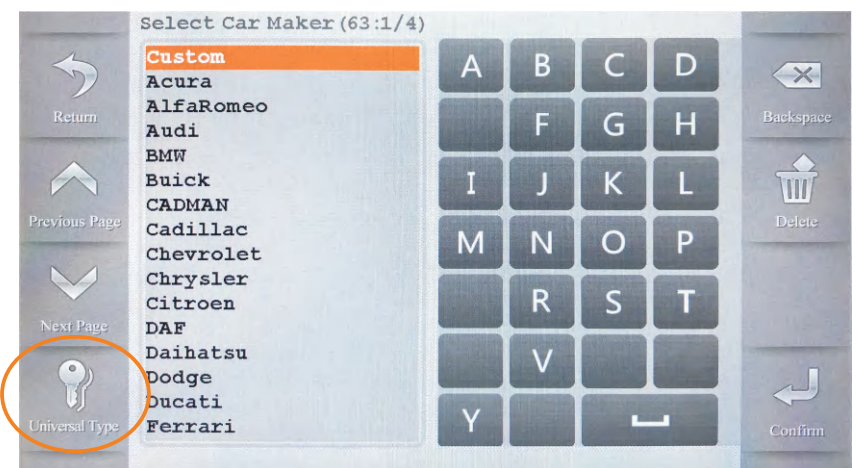 Select Car Maker (63:1/4)
Custom
Acura
AlfaRomeo
Audi
BMW
Buick
CADMAN
Cadillac
Chevrolet
Chrysler
Citroen
DAF
Daihatsu
Dodge
Ducati
Ferrari
Return
Previous Page
Next Page
Universal Type
A B C D
F G H
I J K L
M N O P
R S T
V
Y
Backspace
Delete
Confirm